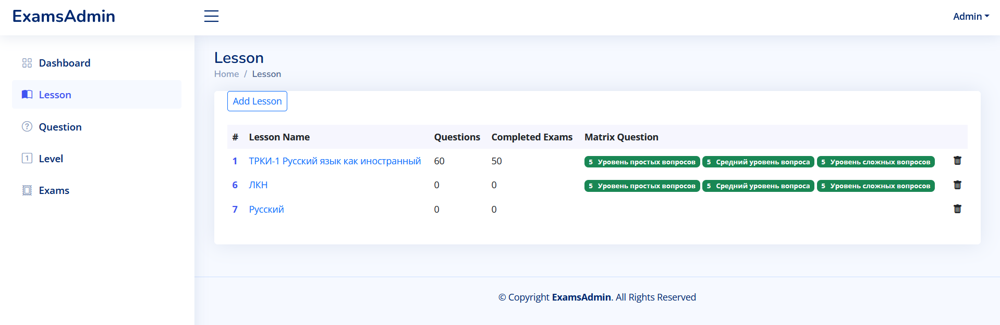 ExamsAdmin
Admin
Dashboard
Lesson
Question
1 Level
Exams
Lesson
Home / Lesson
Add Lesson
# Lesson Name Questions Completed Exams Matrix Question
1 ТРКИ-1 Русский язык как иностранный 60 50 5 Уровень простых вопросов 5 Средний уровень вопроса 5 Уровень сложных вопросов
6 ЛКН 0 0 5 Уровень простых вопросов 5 Средний уровень вопроса 5 Уровень сложных вопросов
7 Русский 0 0
© Copyright ExamsAdmin. All Rights Reserved